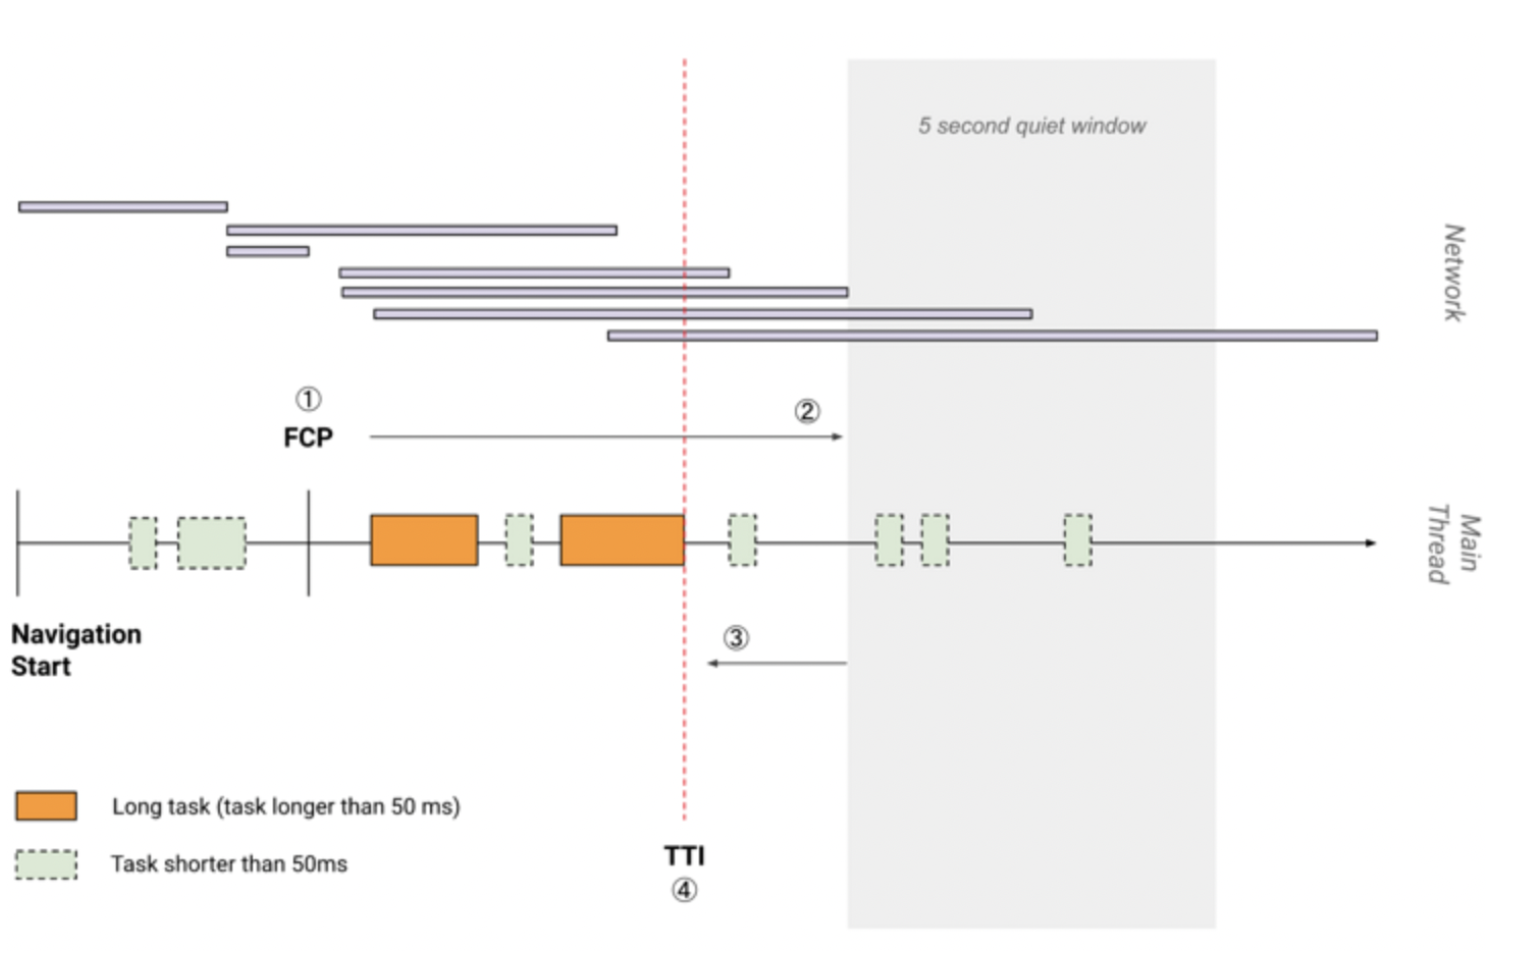 5 second quiet window
Network
①
FCP
②
Main
Thread
Navigation
Start
③
Long task (task longer than 50 ms)
Task shorter than 50ms
TTI
④